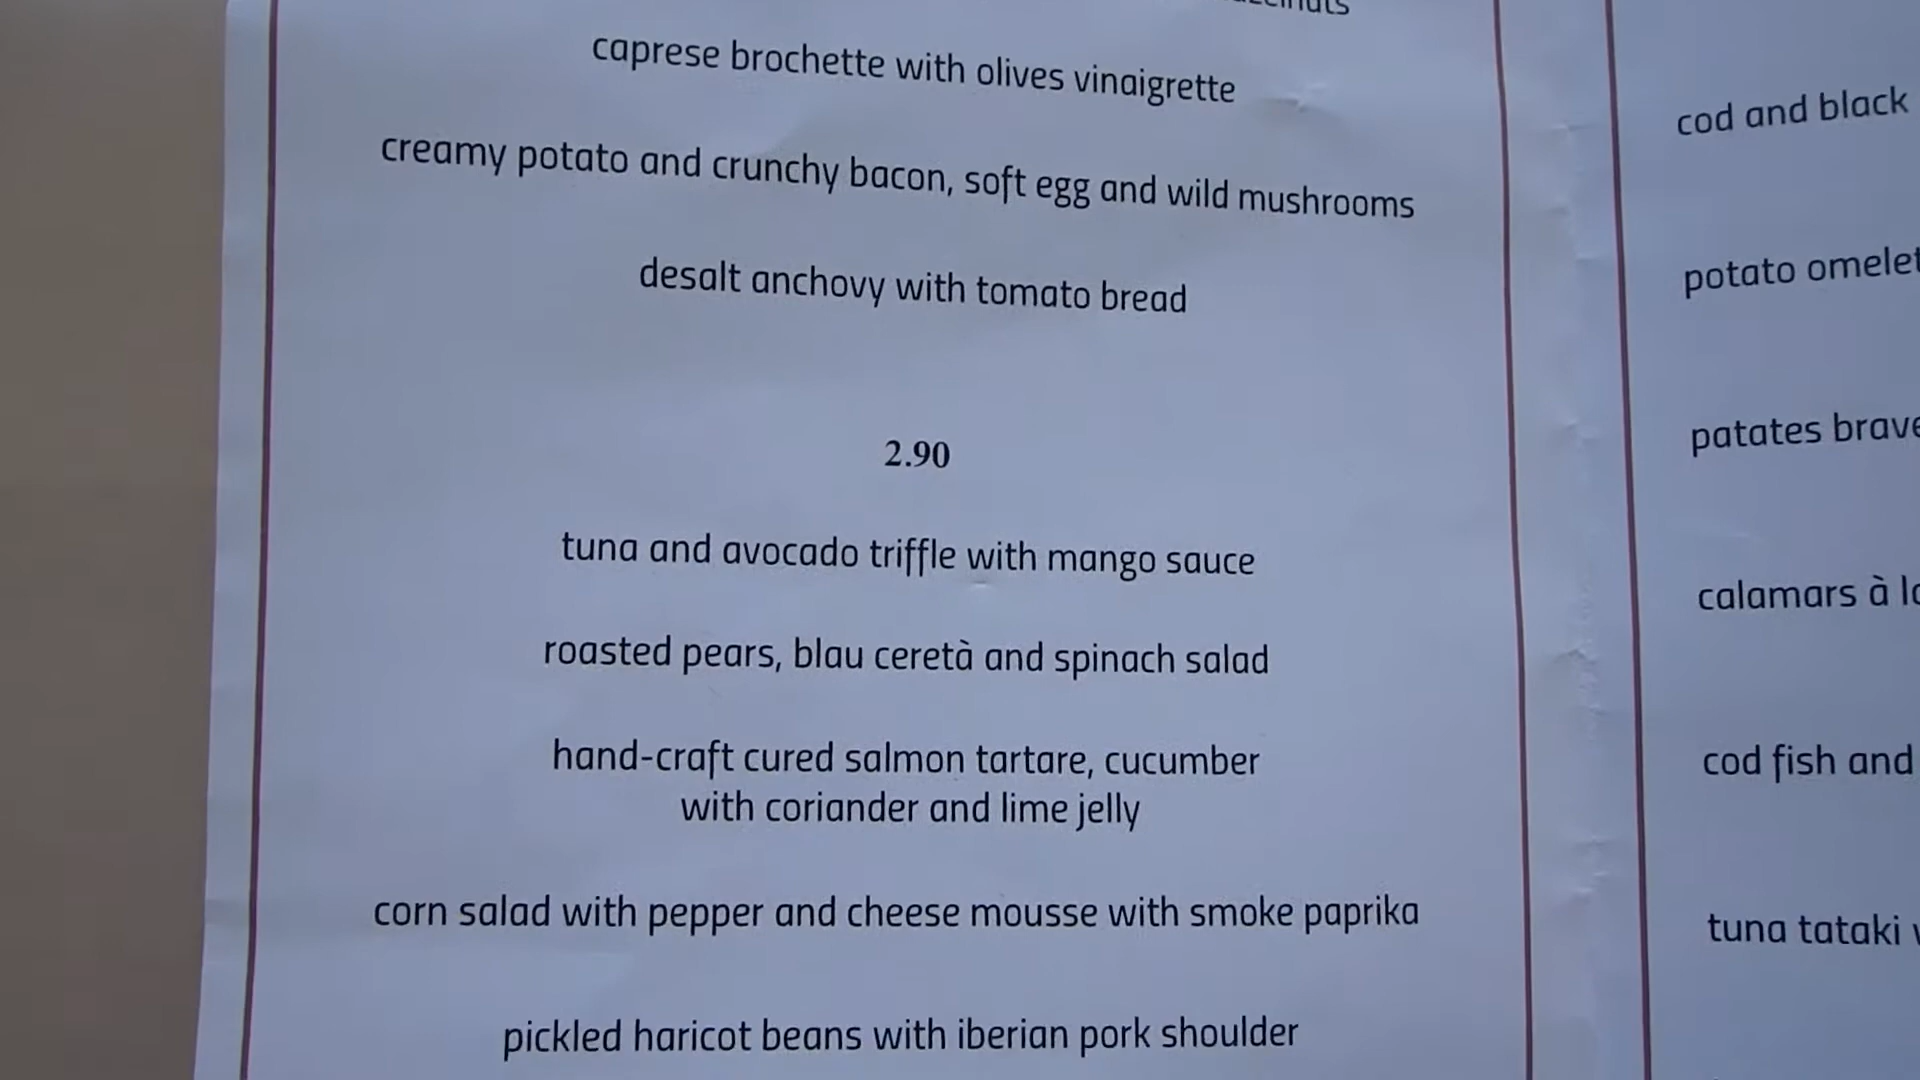 caprese brochette with olives vinaigrette
creamy potato and crunchy bacon, soft egg and wild mushrooms
desalt anchovy with tomato bread
2.90
tuna and avocado triffle with mango sauce
roasted pears, blau ceretà and spinach salad
hand-craft cured salmon tartare, cucumber
with coriander and lime jelly
corn salad with pepper and cheese mousse with smoke paprika
pickled haricot beans with iberian pork shoulder
cod and black
potato
patates
calamars à
cod fish and
tuna tataki